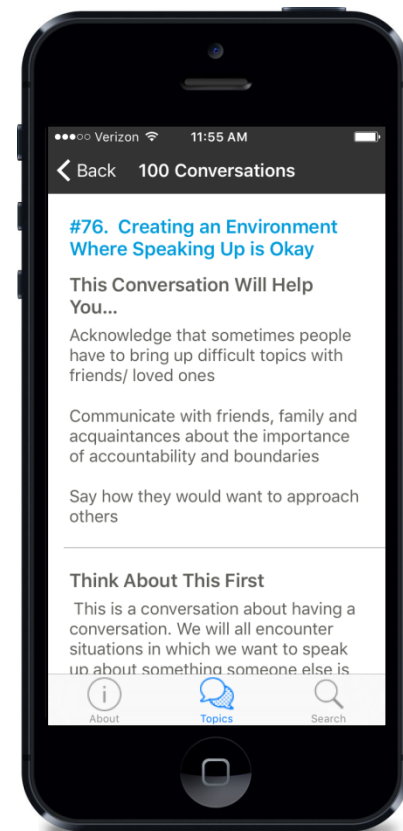 Verizon 11:55 AM
Back 100 Conversations
#76. Creating an Environment
Where Speaking Up is Okay
This Conversation Will Help
You...
Acknowledge that sometimes people
have to bring up difficult topics with
friends/ loved ones
Communicate with friends, family and
acquaintances about the importance
of accountability and boundaries
Say how they would want to approach
others
Think About This First
This is a conversation about having a
conversation. We will all encounter
situations in which we want to speak
up about something someone else is
About Topics Search